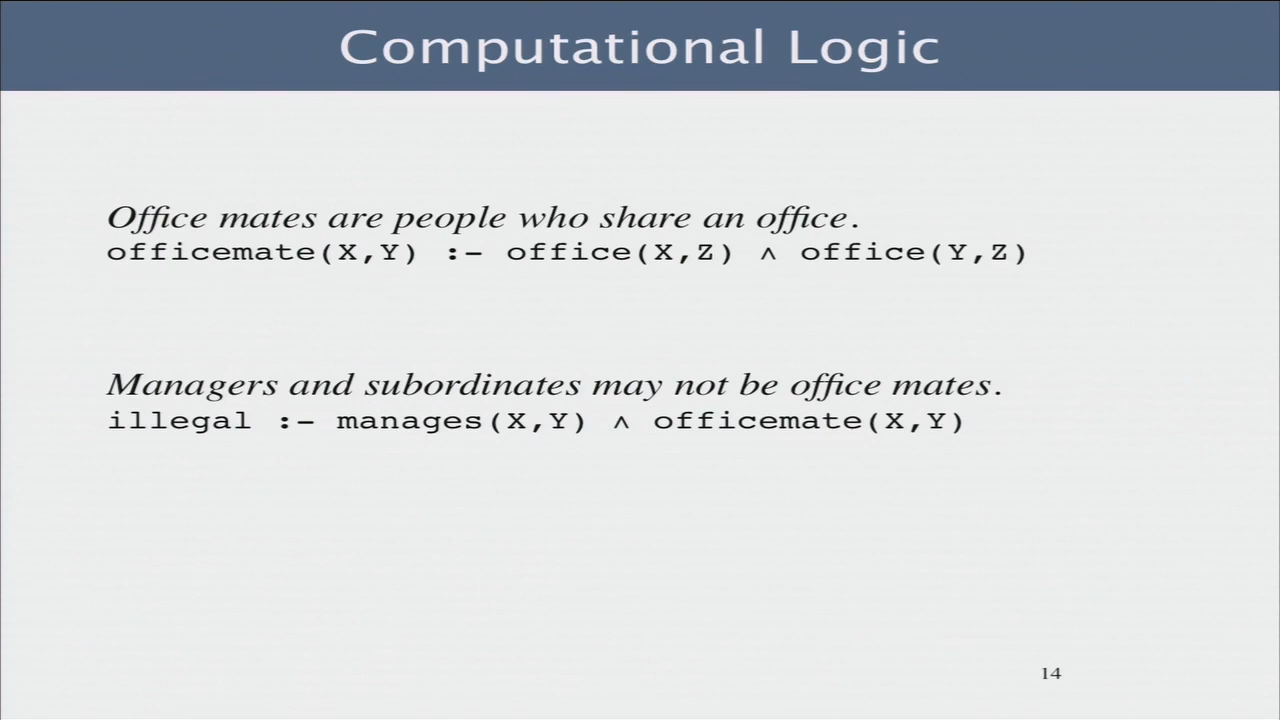 Computational Logic
Office mates are people who share an office.
officemate(X,Y) :- office(X,Z) ∧ office(Y,Z)
Managers and subordinates may not be office mates.
illegal :- manages(X,Y) ∧ officemate(X,Y)
14